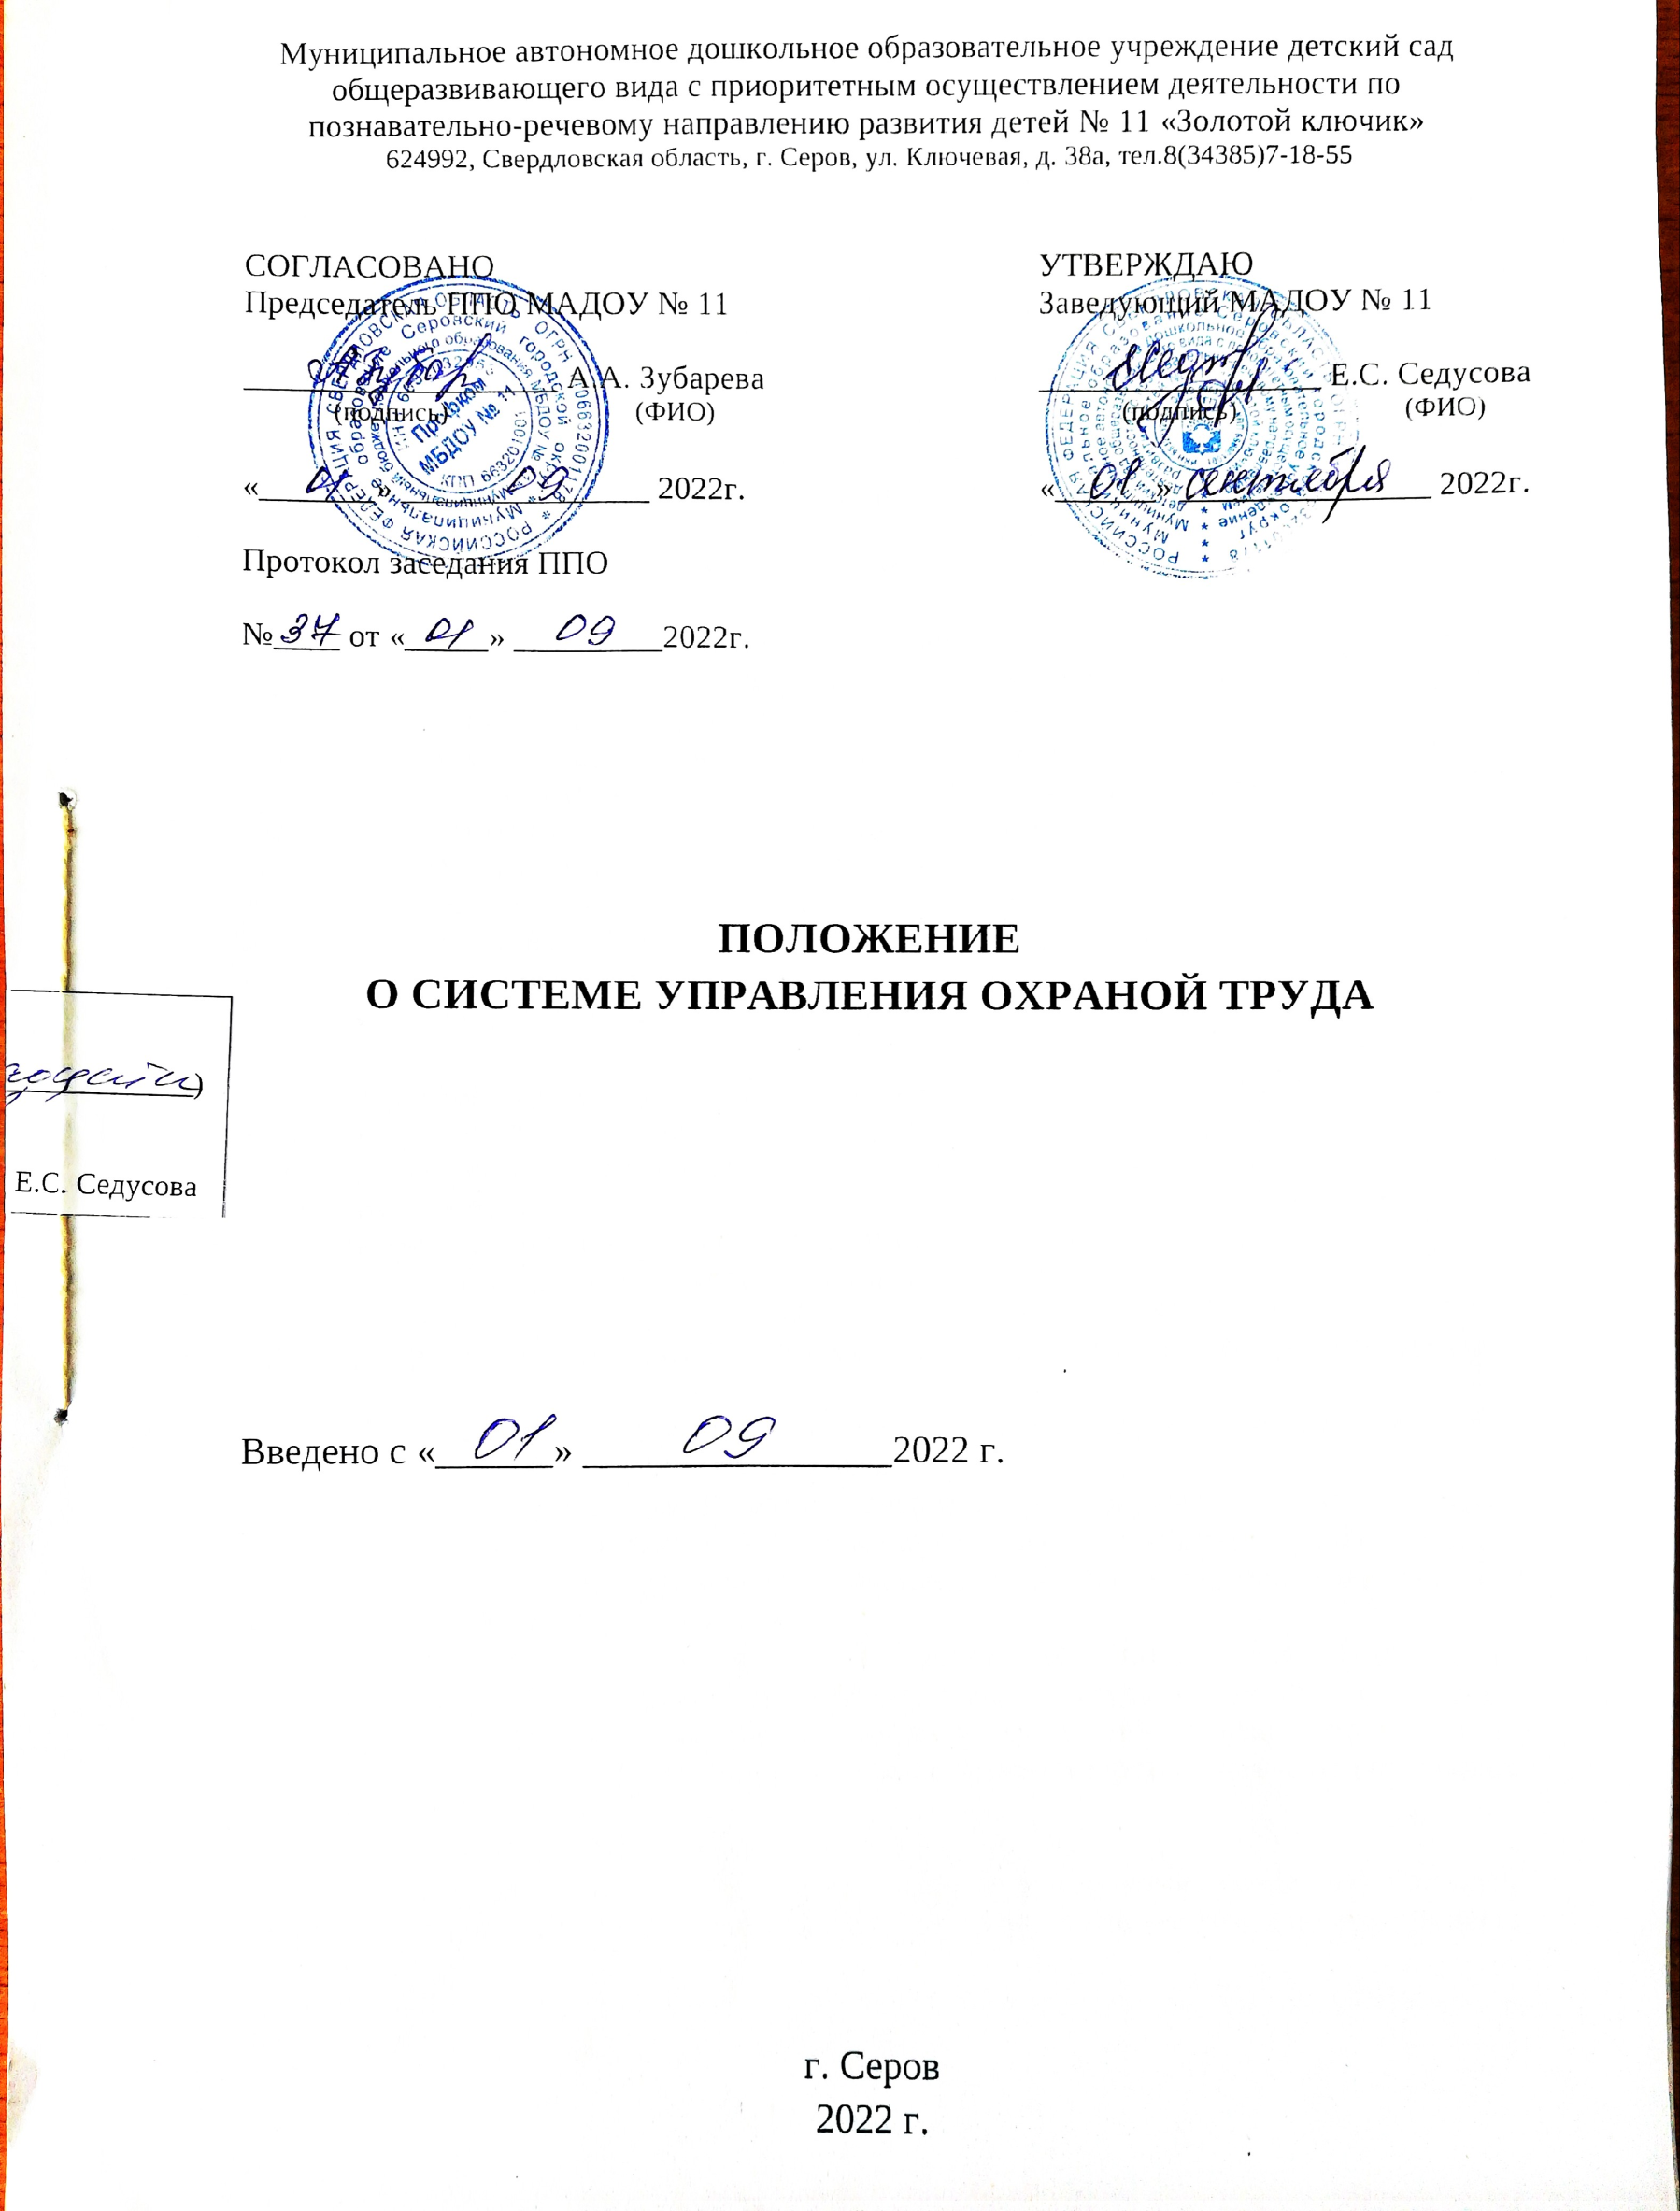 Муниципальное автономное дошкольное образовательное учреждение детский сад
общеразвивающего вида с приоритетным осуществлением деятельности по
познавательно-речевому направлению развития детей № 11 «Золотой ключик»
624992, Свердловская область, г. Серов, ул. Ключевая, д. 38а, тел.8(34385)7-18-55
СОГЛАСОВАНО
Председатель ППО МАДОУ № 11
А.А. Зубарева
(подпись) (ФИО)
«01» 09 2022г.
Протокол заседания ППО
№37 от «01» 09 2022г.
Профком
МБДОУ № 11
УТВЕРЖДАЮ
Заведующий МАДОУ № 11
Е.С. Седусова
(подпись) (ФИО)
«01» сентября 2022г.
ПОЛОЖЕНИЕ
О СИСТЕМЕ УПРАВЛЕНИЯ ОХРАНОЙ ТРУДА
Е.С. Седусова
Введено с «01» 09 2022 г.
г. Серов
2022 г.